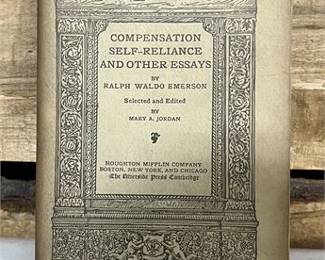 COMPENSATION
SELF-RELIANCE
AND OTHER ESSAYS
BY
RALPH WALDO EMERSON
Selected and Edited
BY
MARY A. JORDAN
HOUGHTON MIFFLIN COMPANY
BOSTON, NEW YORK, AND CHICAGO
The Riverside Press Cambridge